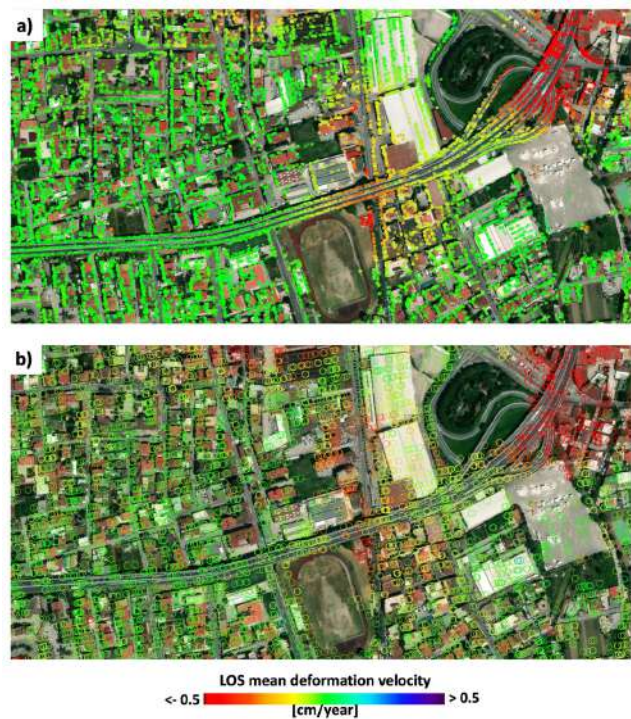 a)
b)
LOS mean deformation velocity
<- 0.5
> 0.5
[cm/year]